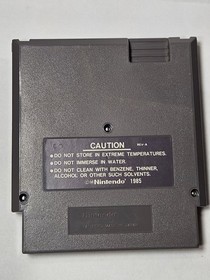 CAUTION REV-A
•DO NOT STORE IN EXTREME TEMPERATURES.
•DO NOT IMMERSE IN WATER.
•DO NOT CLEAN WITH BENZENE, THINNER,
ALCOHOL OR OTHER SUCH SOLVENTS.
Nintendo 1985